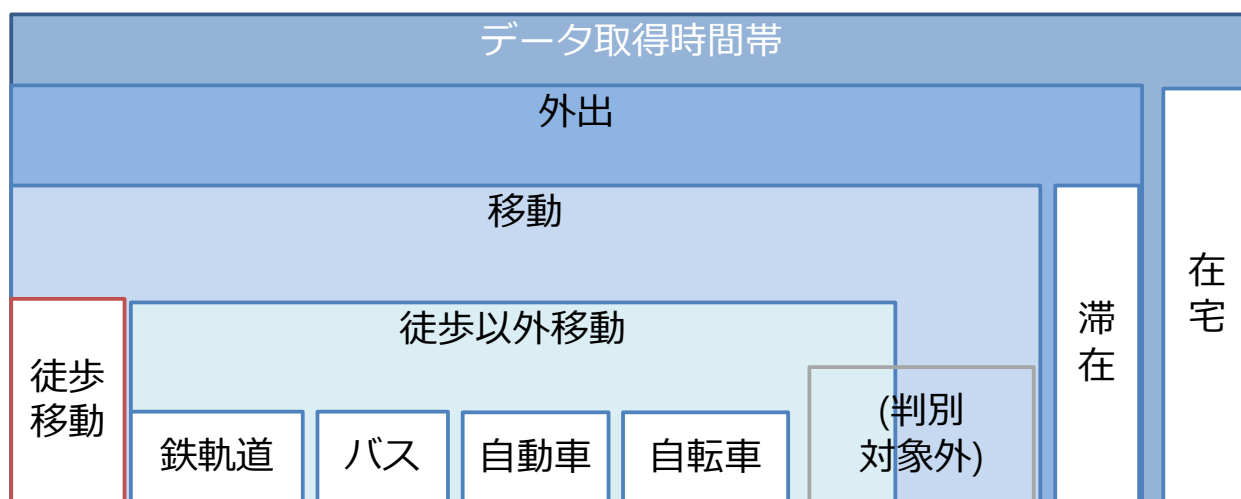 データ取得時間帯
外出
移動
徒歩以外移動
徒歩
移動
鉄軌道
バス
自動車
自転車
(判別
対象外)
滞
在
在
宅